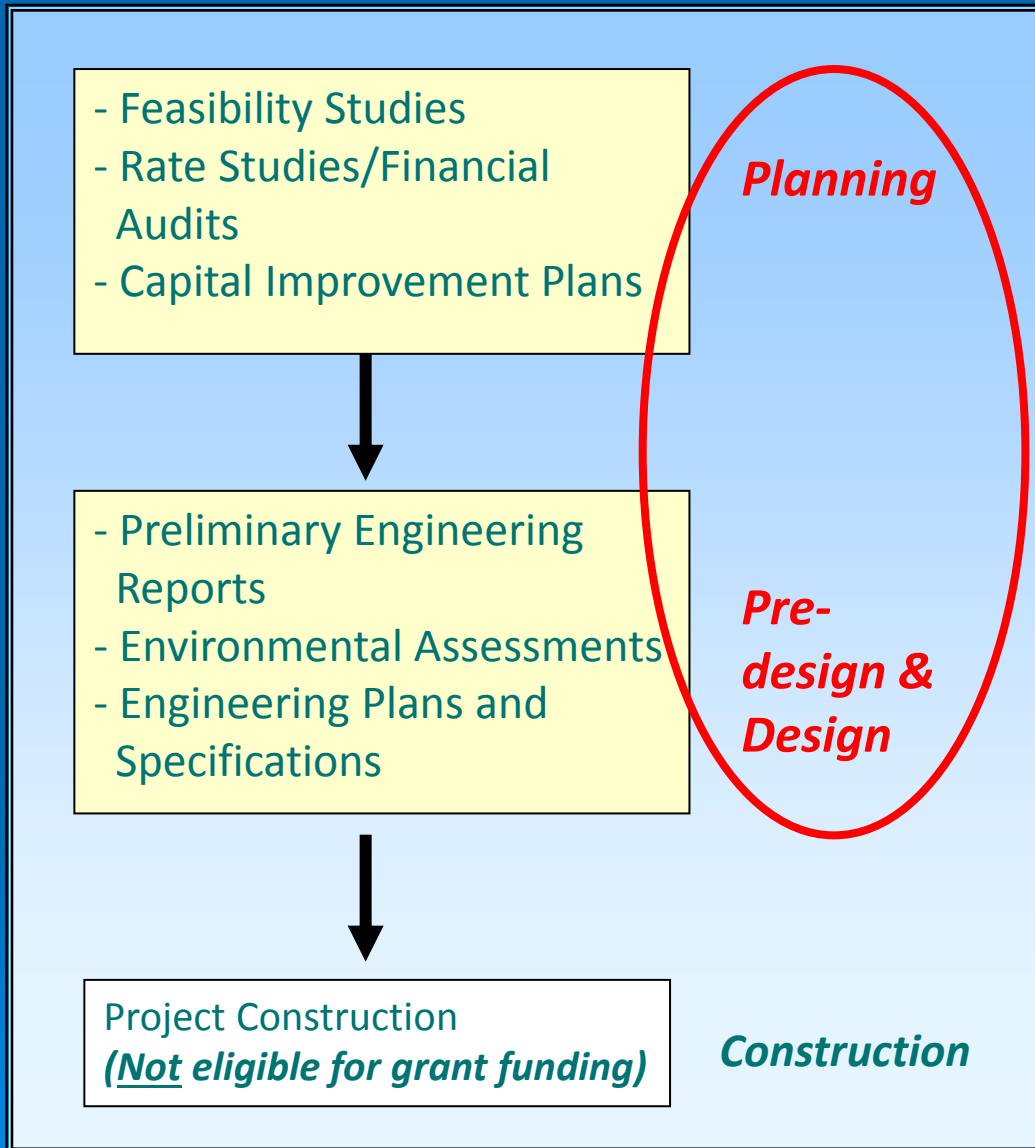 - Feasibility Studies
- Rate Studies/Financial
Audits
- Capital Improvement Plans
Planning
- Preliminary Engineering
Reports
- Environmental Assessments
- Engineering Plans and
Specifications
Pre-
design &
Design
Project Construction
(Not eligible for grant funding)
Construction